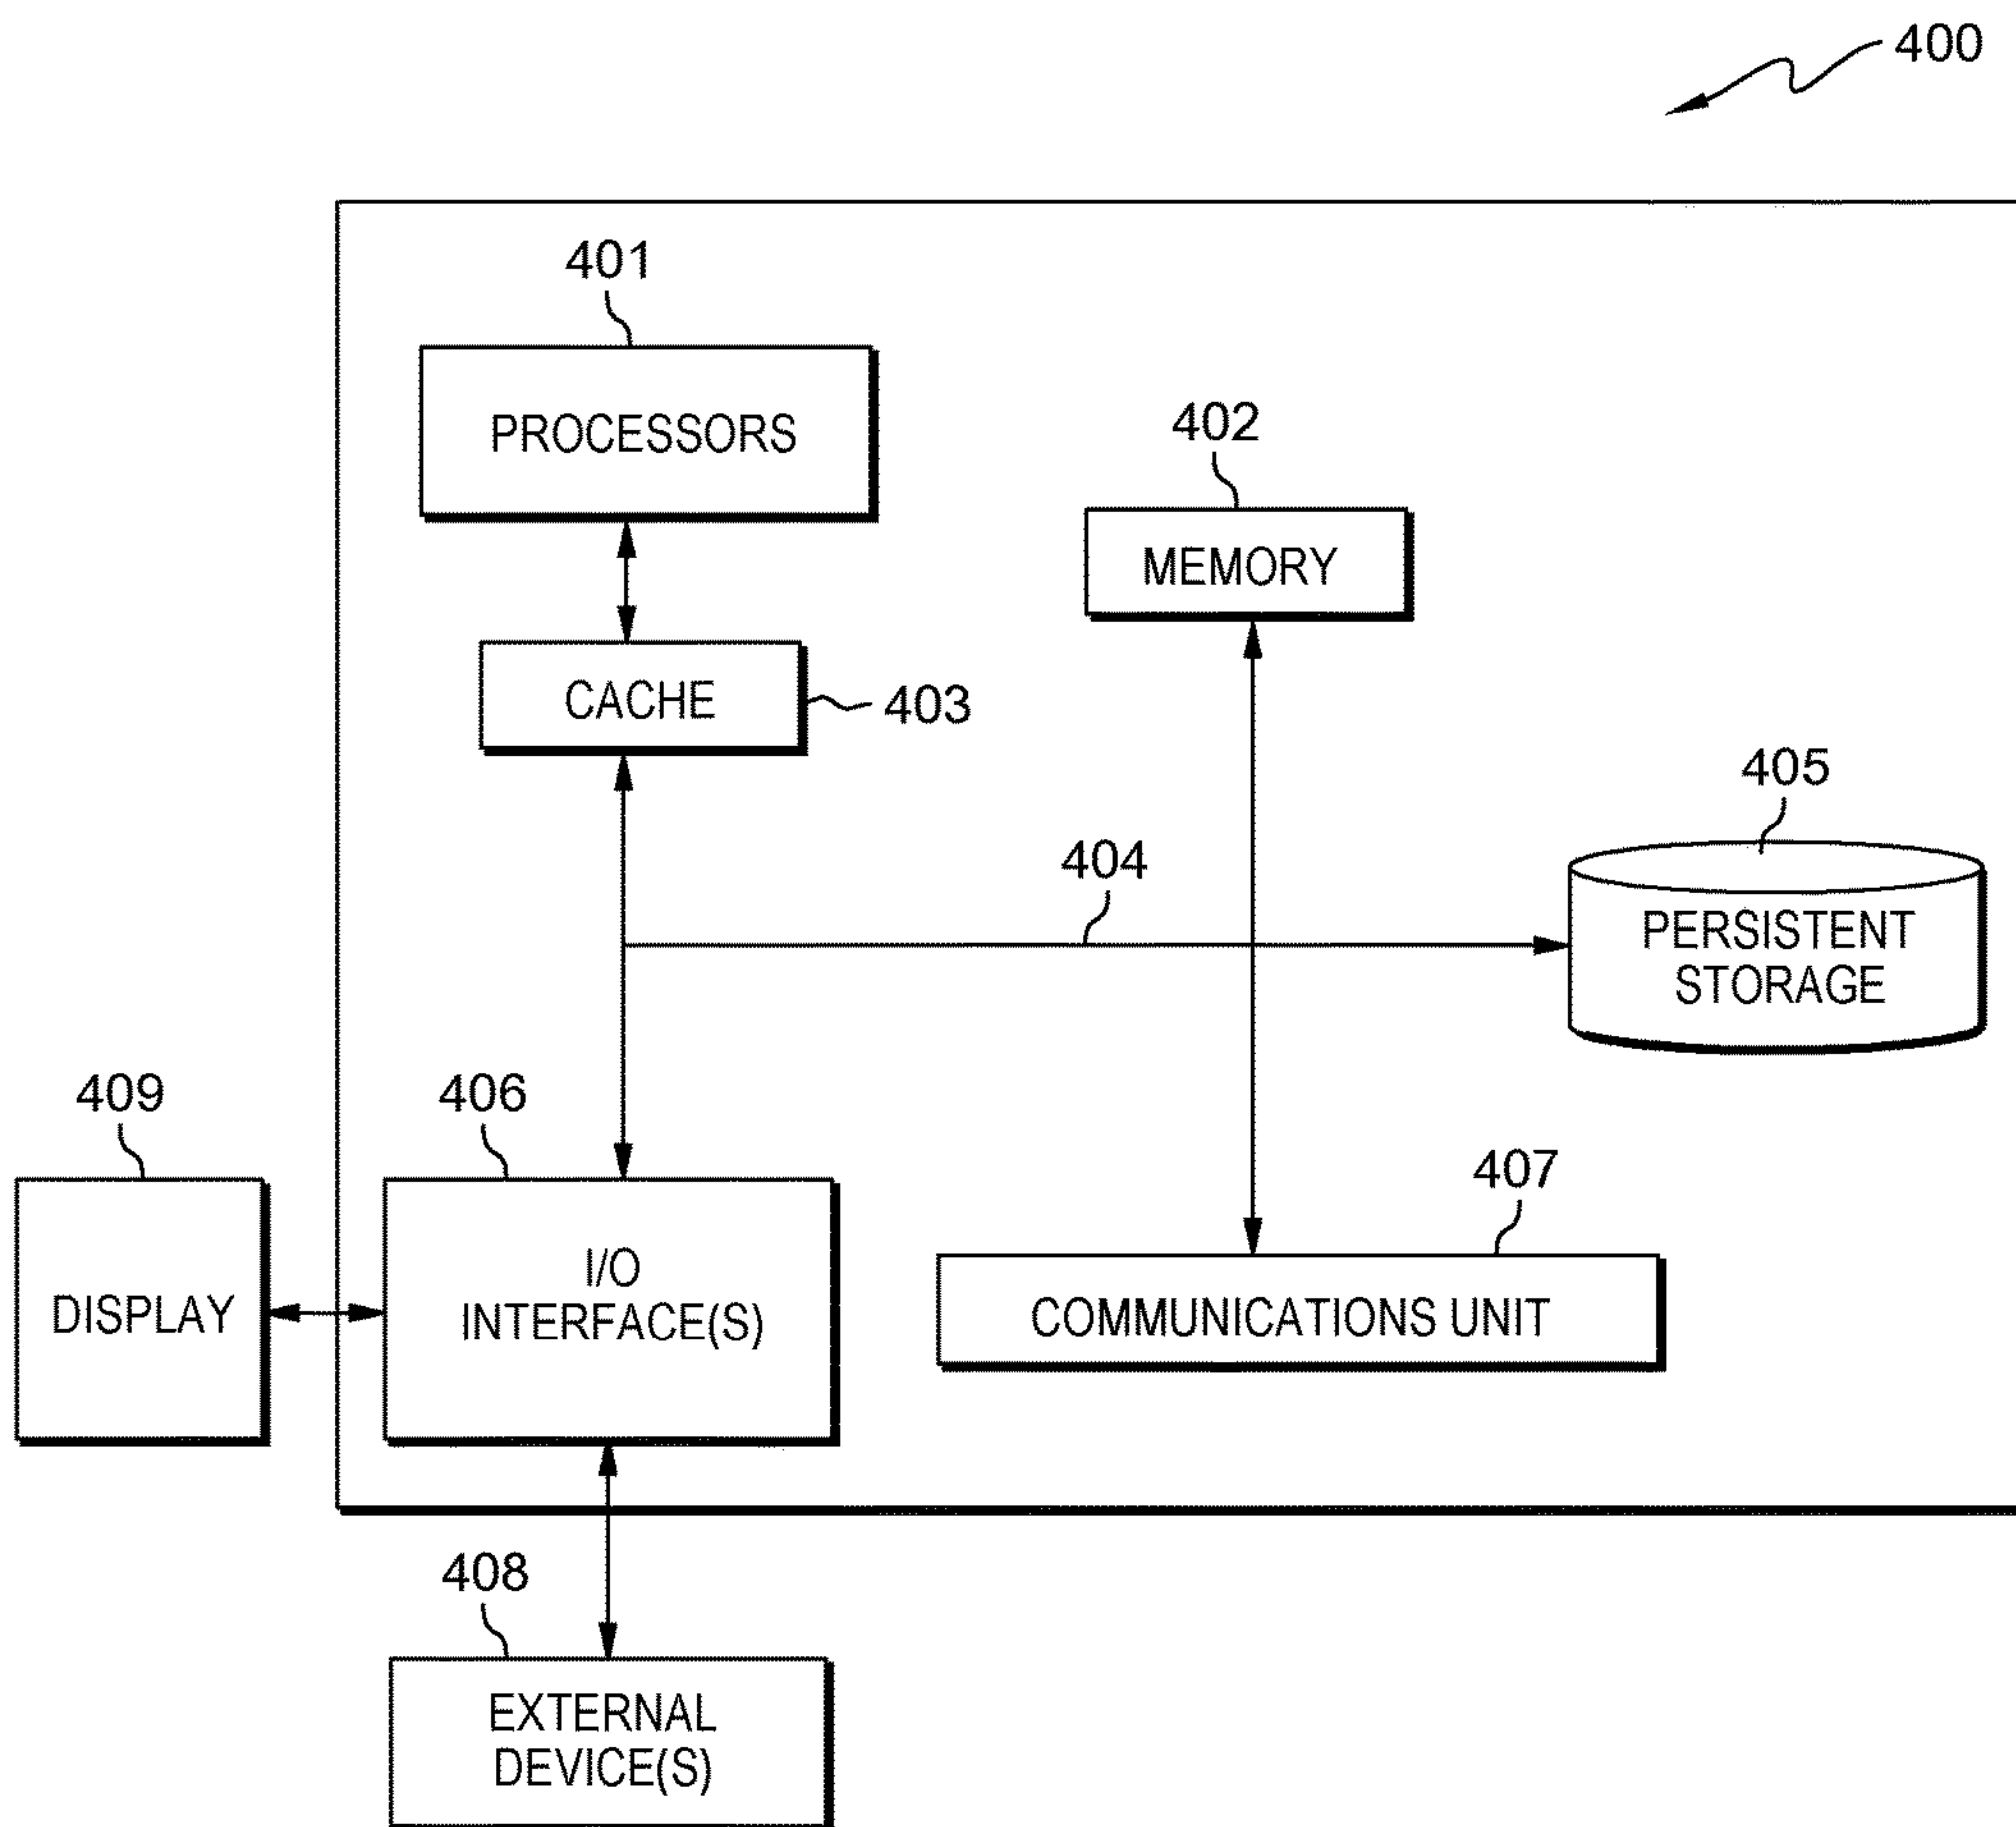 400
401
PROCESSORS
402
MEMORY
CACHE
403
405
404
PERSISTENT
STORAGE
409
406
407
DISPLAY
I/O
INTERFACE(S)
COMMUNICATIONS UNIT
408
EXTERNAL
DEVICE(S)